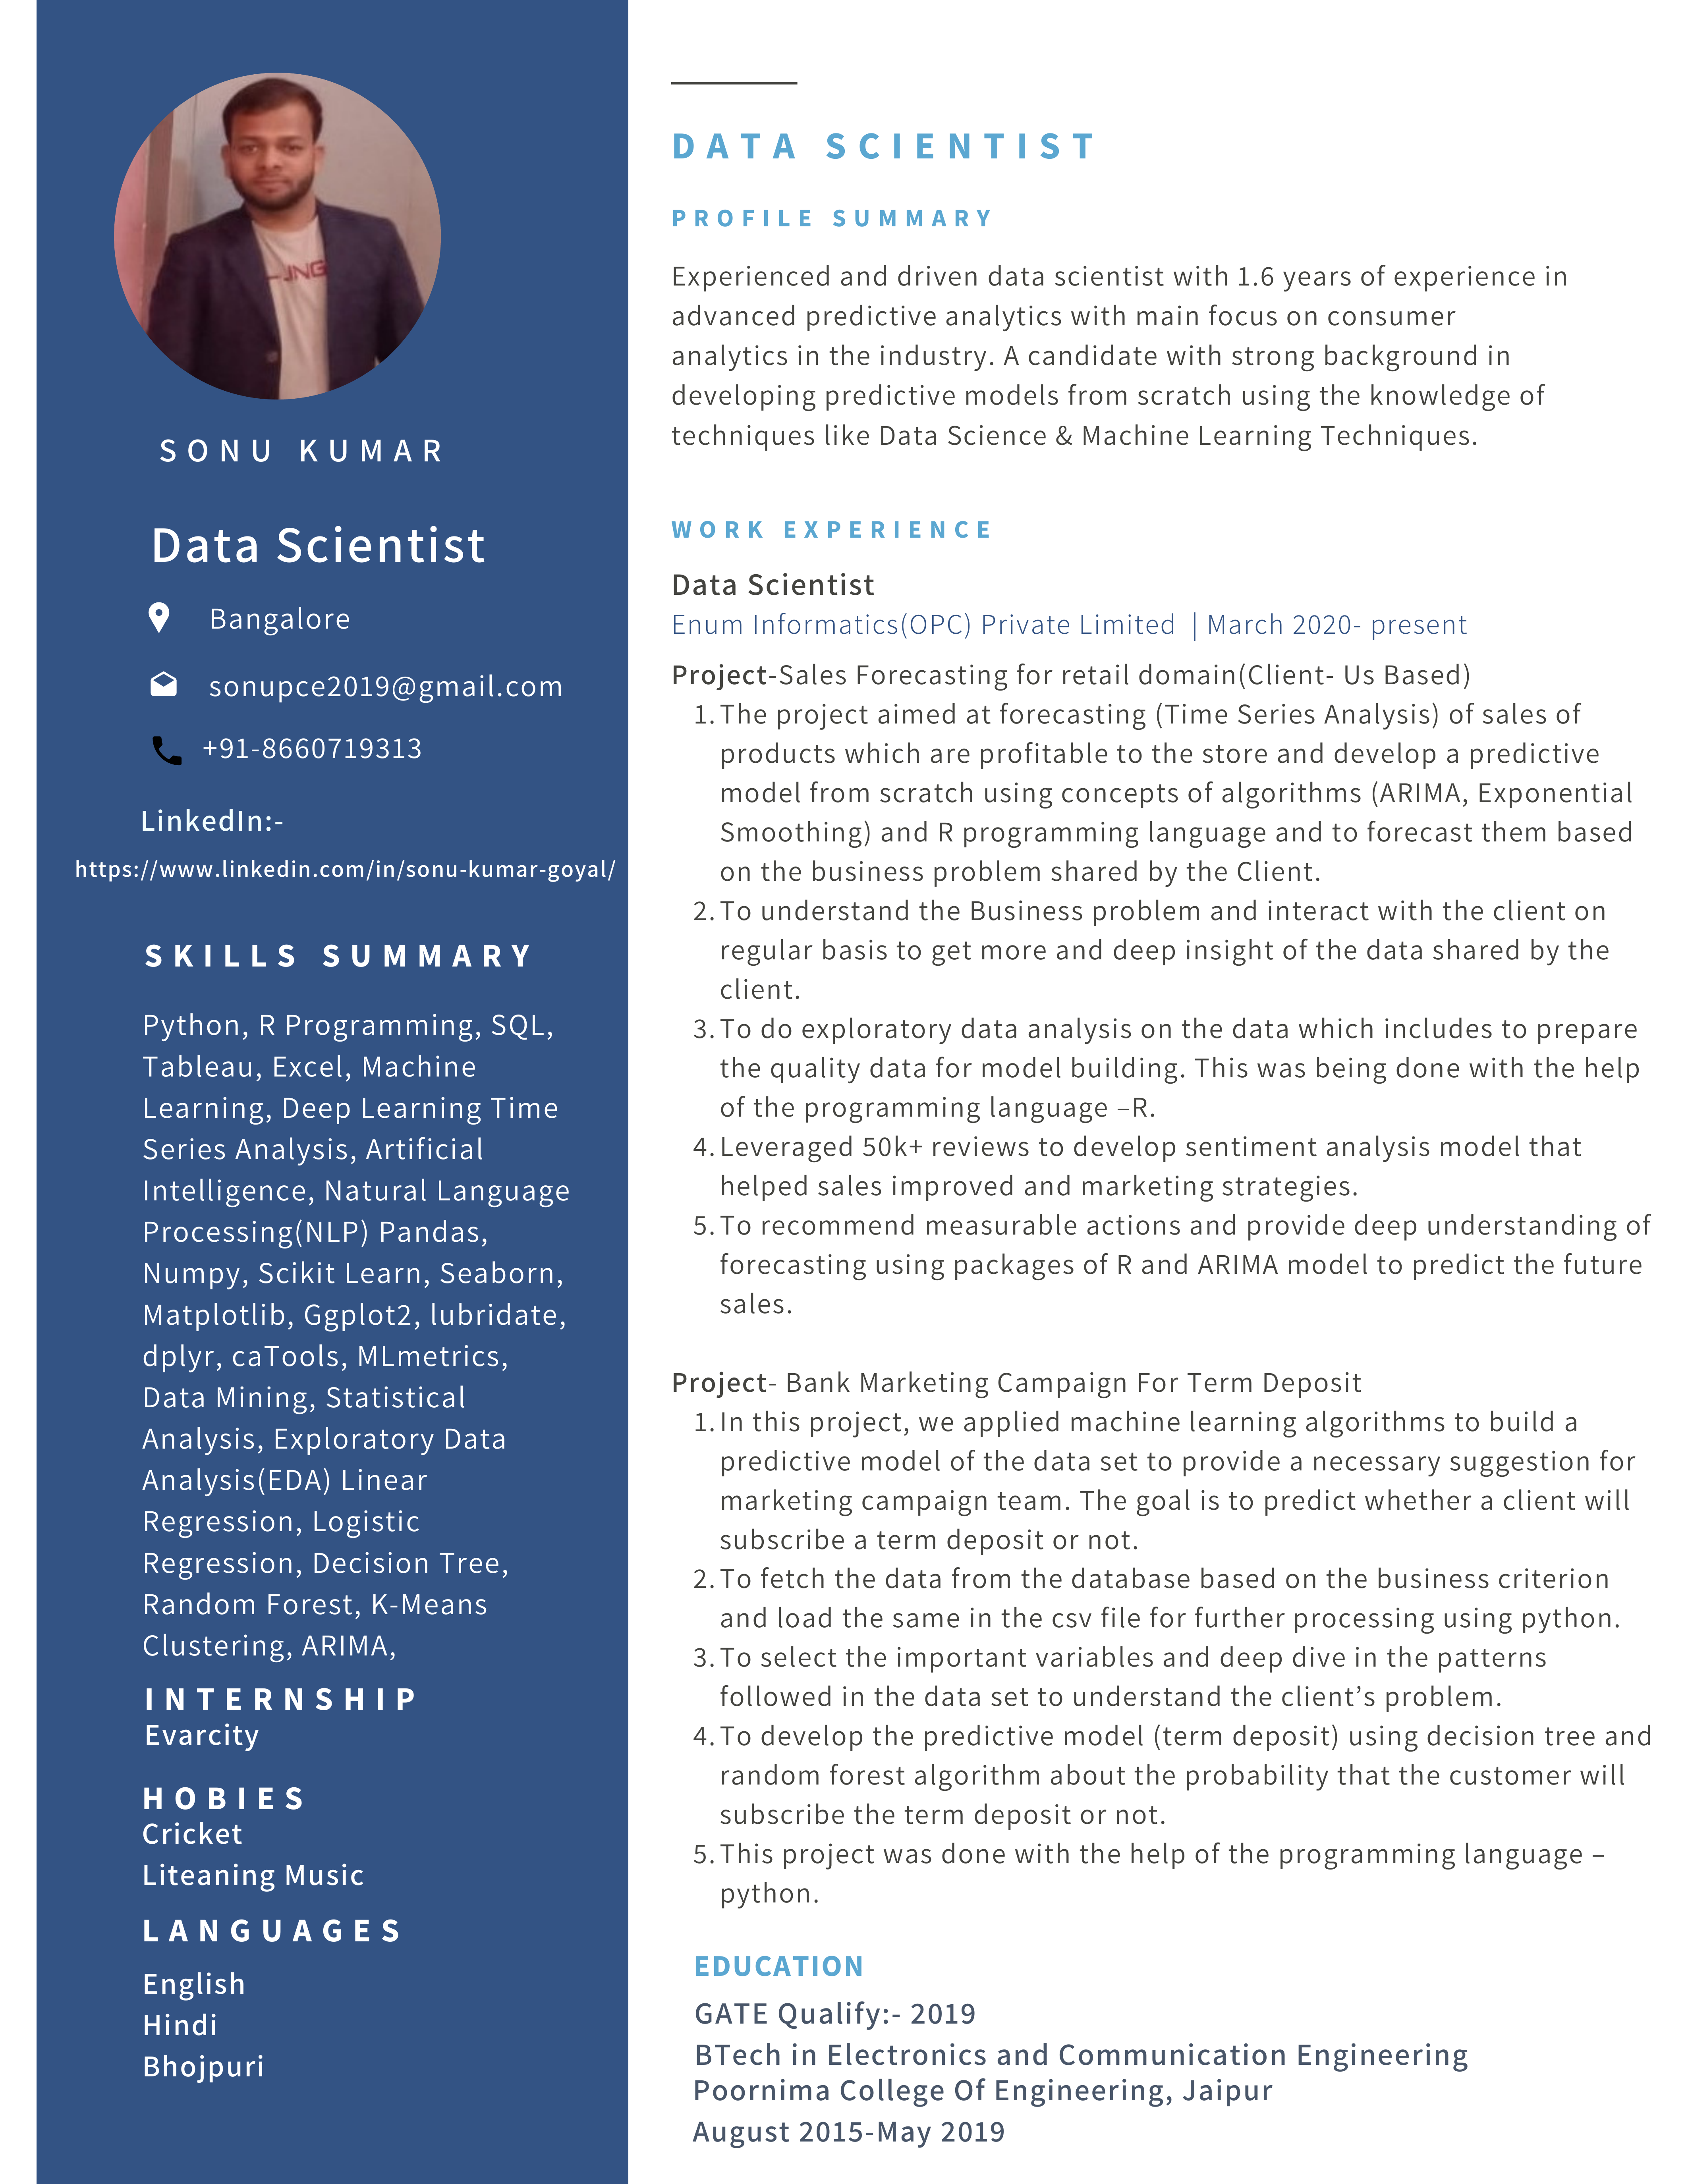 SONU KUMAR
Data Scientist
Bangalore
sonupce2019@gmail.com
+91-8660719313
LinkedIn:-
https://www.linkedin.com/in/sonu-kumar-goyal/
SKILLS SUMMARY
Python, R Programming, SQL,
Tableau, Excel, Machine
Learning, Deep Learning Time
Series Analysis, Artificial
Intelligence, Natural Language
Processing(NLP) Pandas,
Numpy, Scikit Learn, Seaborn,
Matplotlib, Ggplot2, lubridate,
dplyr, caTools, MLmetrics,
Data Mining, Statistical
Analysis, Exploratory Data
Analysis(EDA) Linear
Regression, Logistic
Regression, Decision Tree,
Random Forest, K-Means
Clustering, ARIMA,
INTERNSHIP
Evarcity
HOBIES
Cricket
Liteaning Music
LANGUAGES
English
Hindi
Bhojpuri
DATA SCIENTIST
PROFILE SUMMARY
Experienced and driven data scientist with 1.6 years of experience in
advanced predictive analytics with main focus on consumer
analytics in the industry. A candidate with strong background in
developing predictive models from scratch using the knowledge of
techniques like Data Science & Machine Learning Techniques.
WORK EXPERIENCE
Data Scientist
Enum Informatics(OPC) Private Limited | March 2020- present
Project-Sales Forecasting for retail domain(Client- Us Based)
1. The project aimed at forecasting (Time Series Analysis) of sales of
products which are profitable to the store and develop a predictive
model from scratch using concepts of algorithms (ARIMA, Exponential
Smoothing) and R programming language and to forecast them based
on the business problem shared by the Client.
2. To understand the Business problem and interact with the client on
regular basis to get more and deep insight of the data shared by the
client.
3. To do exploratory data analysis on the data which includes to prepare
the quality data for model building. This was being done with the help
of the programming language –R.
4. Leveraged 50k+ reviews to develop sentiment analysis model that
helped sales improved and marketing strategies.
5. To recommend measurable actions and provide deep understanding of
forecasting using packages of R and ARIMA model to predict the future
sales.
Project- Bank Marketing Campaign For Term Deposit
1. In this project, we applied machine learning algorithms to build a
predictive model of the data set to provide a necessary suggestion for
marketing campaign team. The goal is to predict whether a client will
subscribe a term deposit or not.
2. To fetch the data from the database based on the business criterion
and load the same in the csv file for further processing using python.
3. To select the important variables and deep dive in the patterns
followed in the data set to understand the client’s problem.
4. To develop the predictive model (term deposit) using decision tree and
random forest algorithm about the probability that the customer will
subscribe the term deposit or not.
5. This project was done with the help of the programming language –
python.
EDUCATION
GATE Qualify:- 2019
BTech in Electronics and Communication Engineering
Poornima College Of Engineering, Jaipur
August 2015-May 2019